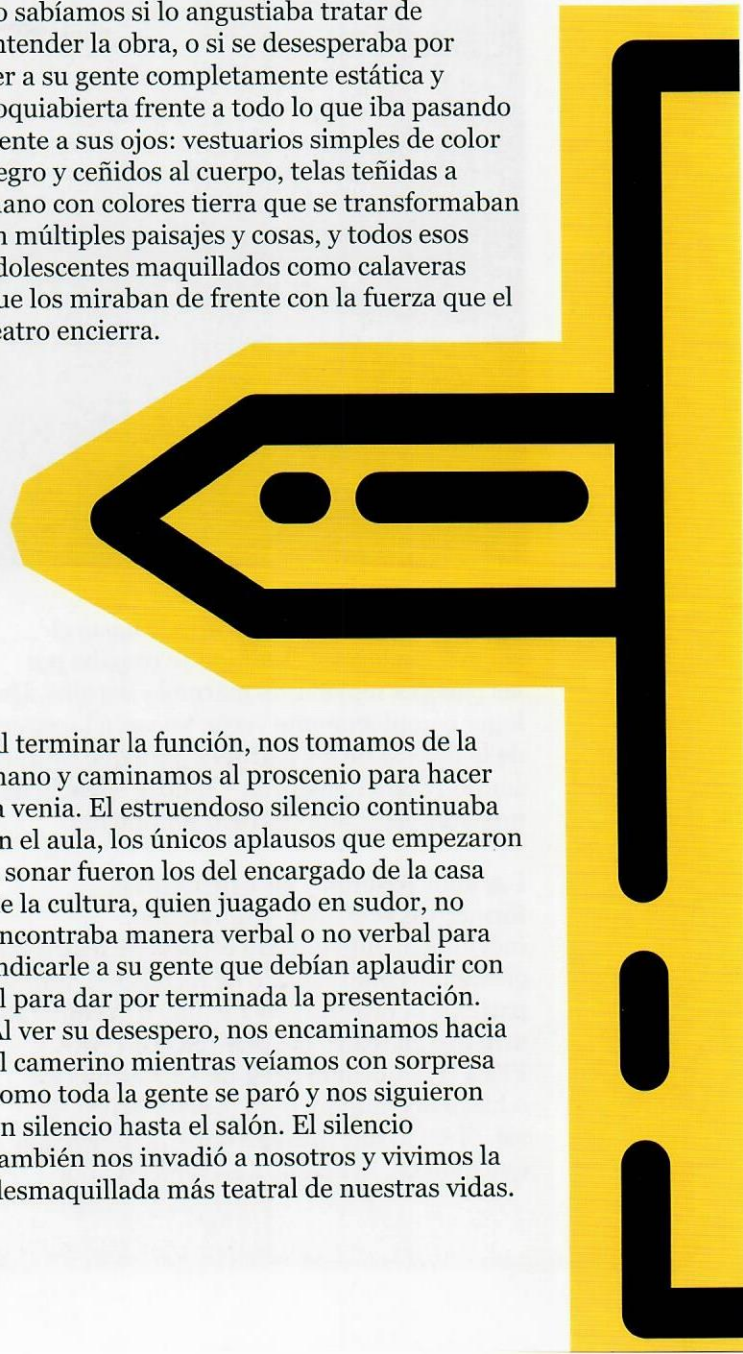 o sabíamos si lo angustiaba tratar de
ntender la obra, o si se desesperaba por
er a su gente completamente estática y
oquiabierta frente a todo lo que iba pasando
ente a sus ojos: vestuarios simples de color
egro y ceñidos al cuerpo, telas teñidas a
ano con colores tierra que se transformaban
n múltiples paisajes y cosas, y todos esos
dolescentes maquillados como calaveras
ue los miraban de frente con la fuerza que el
eatro encierra.
l terminar la función, nos tomamos de la
ano y caminamos al proscenio para hacer
a venia. El estruendoso silencio continuaba
n el aula, los únicos aplausos que empezaron
sonar fueron los del encargado de la casa
e la cultura, quien juagado en sudor, no
ncontraba manera verbal o no verbal para
ndicarle a su gente que debían aplaudir con
l para dar por terminada la presentación.
l ver su desespero, nos encaminamos hacia
l camerino mientras veíamos con sorpresa
omo toda la gente se paró y nos siguieron
n silencio hasta el salón. El silencio
ambién nos invadió a nosotros y vivimos la
esmaquillada más teatral de nuestras vidas.